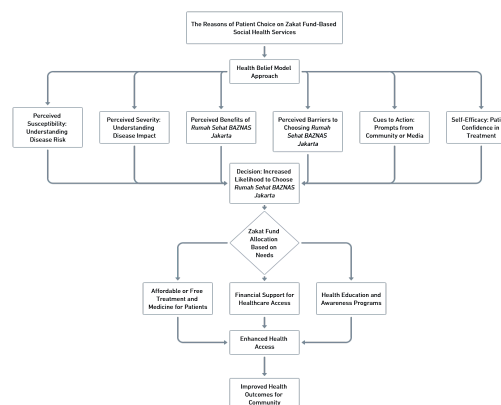 The Reasons of Patient Choice on Zakat Fund-Based
Social Health Services
Health Belief Model
Approach
Perceived
Susceptibility:
Understanding
Disease Risk
Perceived Severity:
Understanding
Disease Impact
Perceived Benefits of
Rumah Sehat BAZNAS
Jakarta
Perceived Barriers to
Choosing Rumah
Sehat BAZNAS
Jakarta
Cues to Action:
Prompts from
Community or Media
Self-Efficacy: Pati
Confidence in
Treatment
Decision: Increased
Likelihood to Choose
Rumah Sehat BAZNAS
Jakarta
Zakat Fund
Allocation
Based on
Needs
Affordable or Free
Treatment and
Medicine for Patients
Financial Support for
Healthcare Access
Health Education and
Awareness Programs
Enhanced Health
Access
Improved Health
Outcomes for
Community